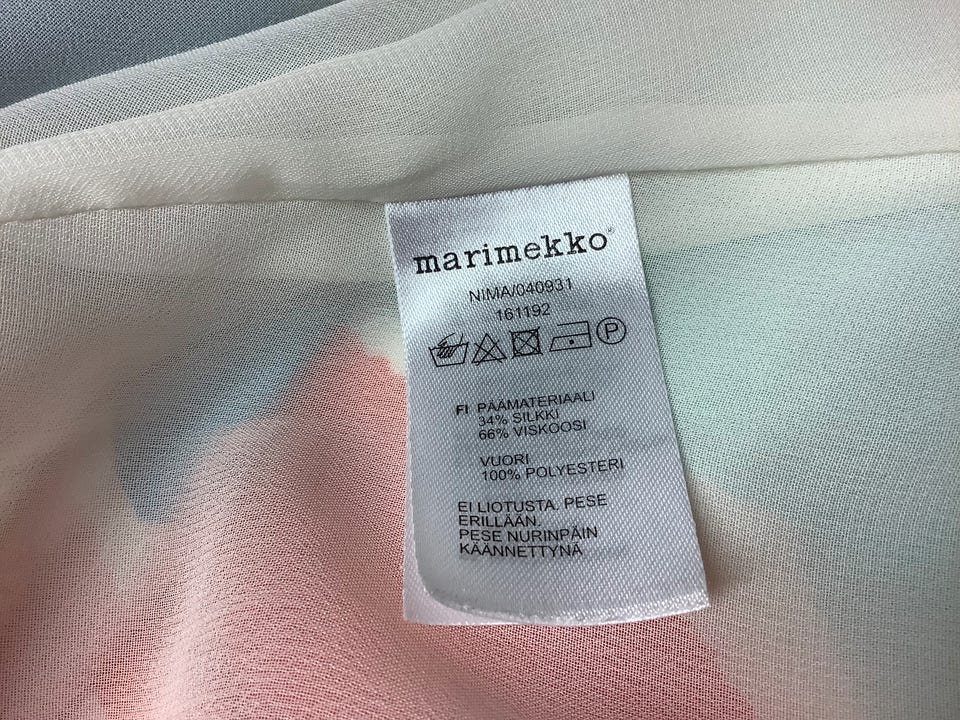 marimekko®
NIMA/040931
161192
P
FI PÄÄMATERIAALI
34% SILKKI
66% VISKOOSI
VUORI
100% POLYESTERI
EI LIOTUSTA. PESE
ERILLÄÄN.
PESE NURINPÄIN
KÄÄNNETTYNÄ